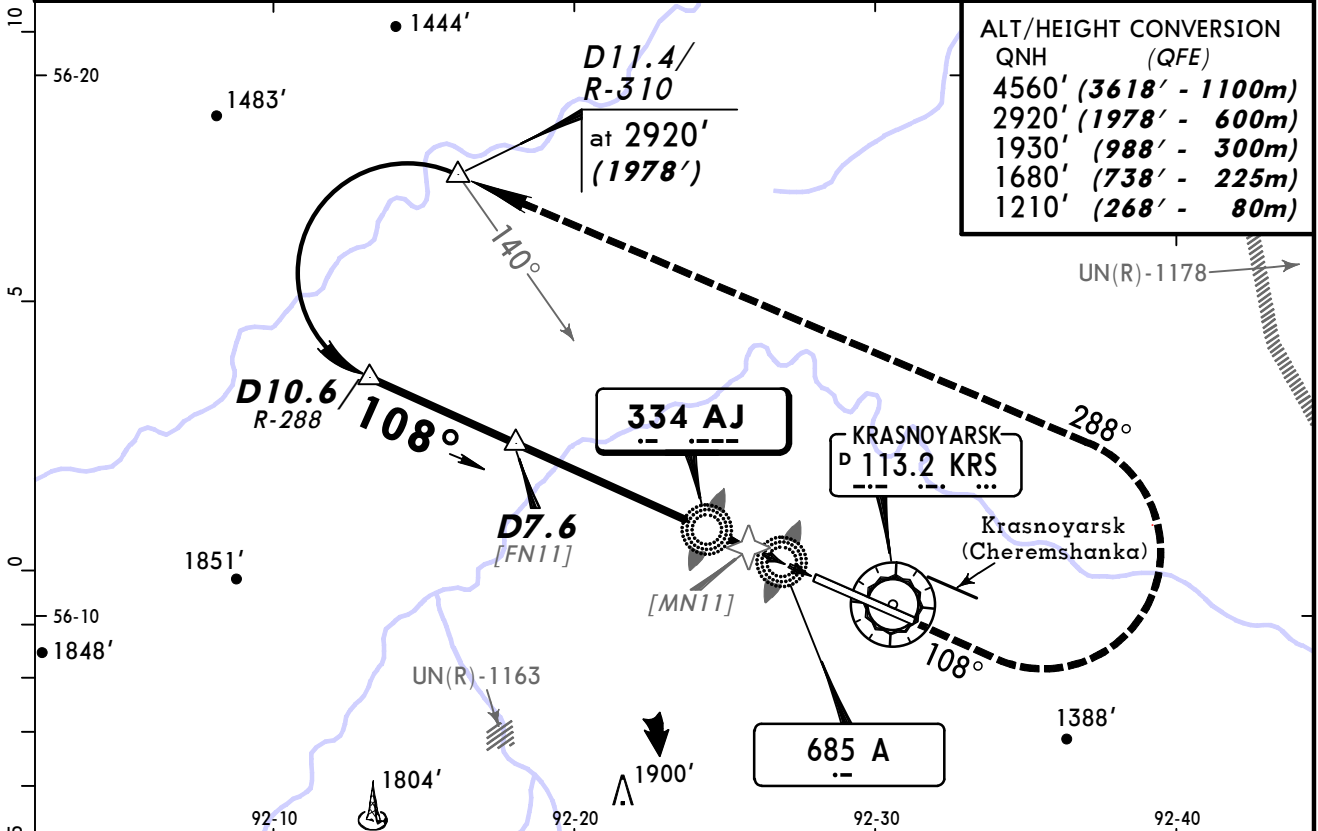 10
1444'
56-20
1483'
D11.4/
R-310
at 2920'
(1978')
ALT/HEIGHT CONVERSION
QNH (QFE)
4560' (3618' - 1100m)
2920' (1978' - 600m)
1930' (988' - 300m)
1680' (738' - 225m)
1210' (268' - 80m)
140°
UN(R)-1178
5
D10.6
R-288
108°
334 AJ
288°
KRASNOYARSK
D 113.2 KRS
D7.6
[FN11]
Krasnoyarsk
(Cheremshanka)
0
1851'
[MN11]
56-10
1848'
108°
UN(R)-1163
1388'
685 A
1804'
1900'
92-10
92-20
92-30
92-40
5